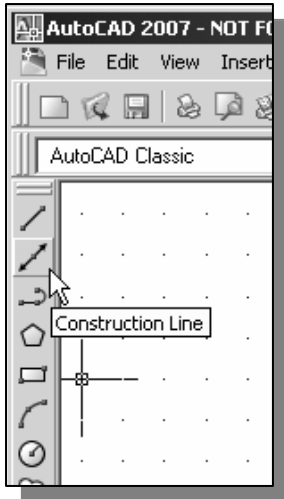 AutoCAD 2007 - NOT FO
File Edit View Insert
AutoCAD Classic
Construction Line